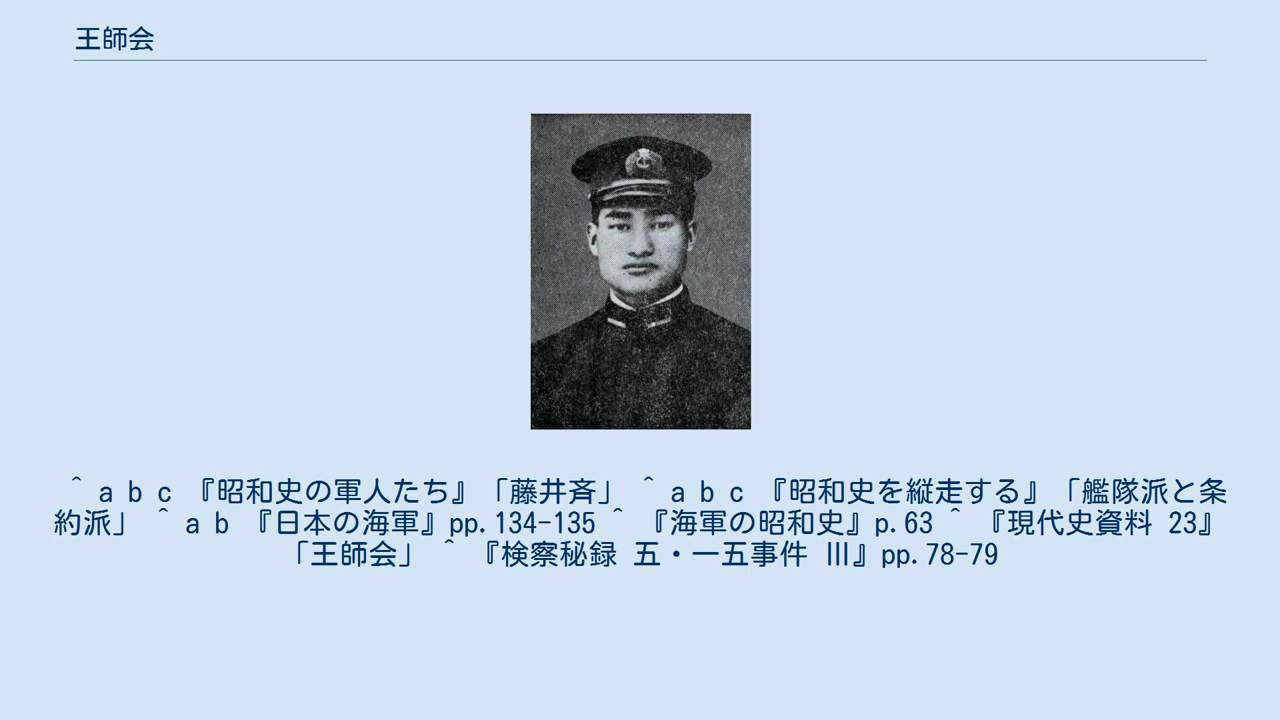 王師会
^ a b c 『昭和史の軍人たち』「藤井斉」 ^ a b c 『昭和史を縦走する』「艦隊派と条
約派」 ^ a b 『日本の海軍』pp.134-135 ^ 『海軍の昭和史』p.63 ^ 『現代史資料 23』
「王師会」 ^ 『検察秘録 五・一五事件 Ⅲ』pp.78-79